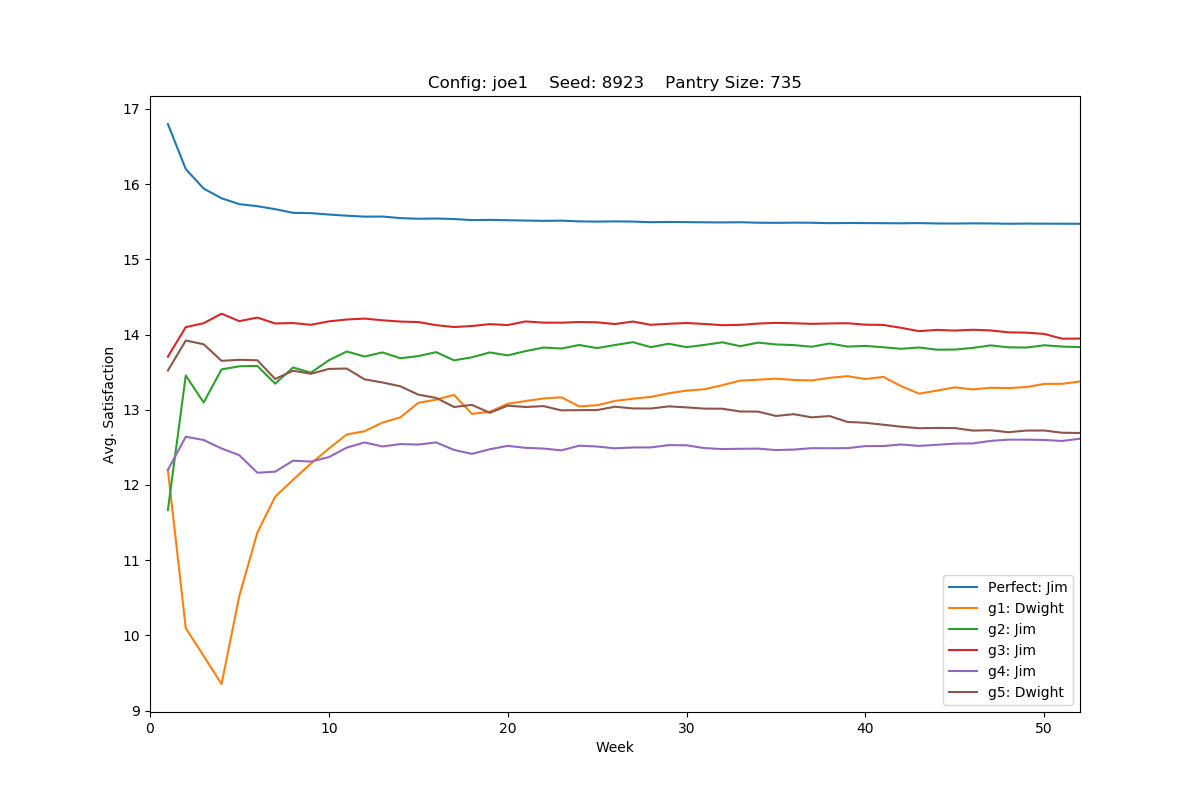 Config: joe1    Seed: 8923    Pantry Size: 735
17
16
15
14
13
12
11
10
9
Avg. Satisfaction
0 10 20 30 40 50
Week
Perfect: Jim
g1: Dwight
g2: Jim
g3: Jim
g4: Jim
g5: Dwight